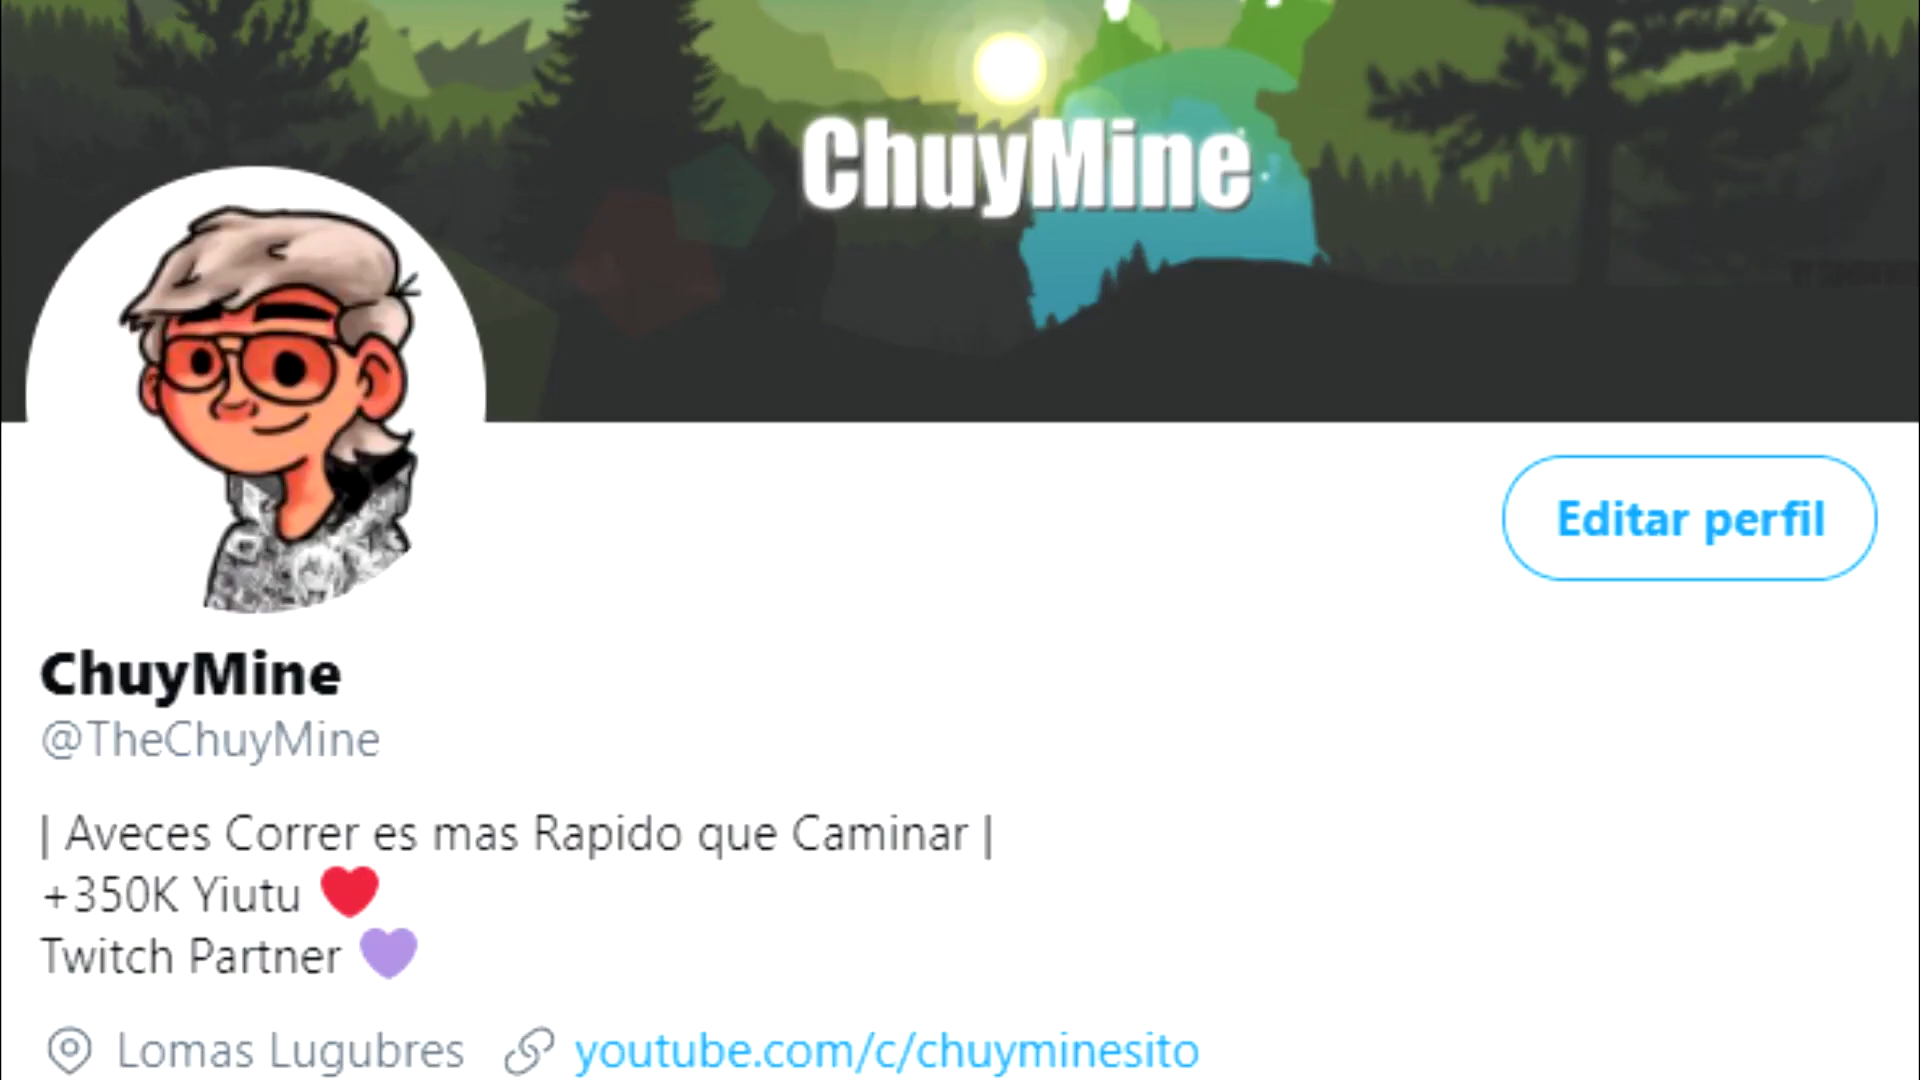 ChuyMine
Editar perfil
ChuyMine
@TheChuyMine
| Aveces Correr es mas Rapido que Caminar |
+350K Yiutu ❤️
Twitch Partner 💜
Lomas Lugubres youtube.com/c/chuyminesito